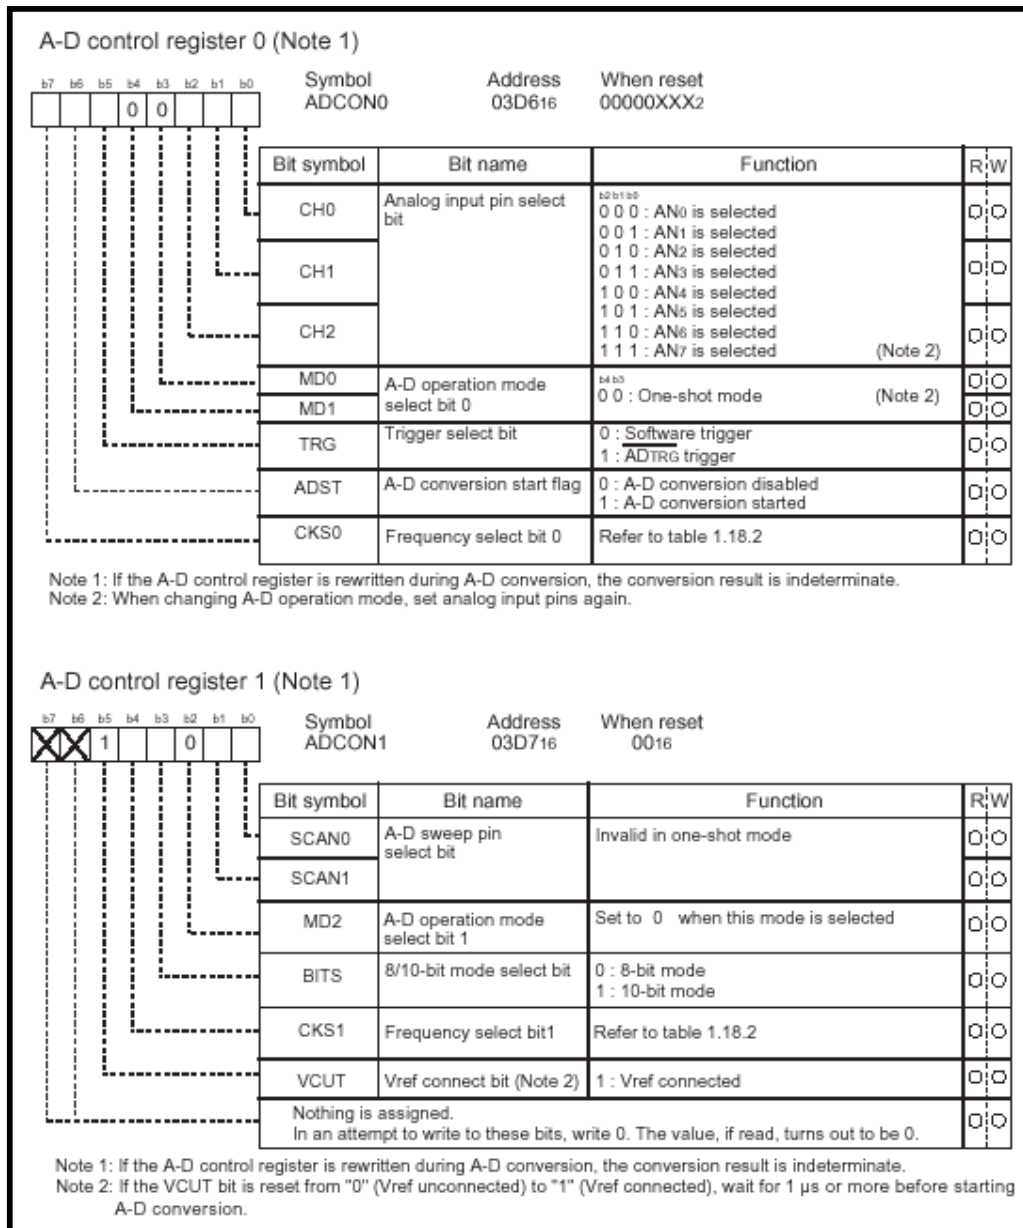 A-D control register 0 (Note 1)
b7 b6 b5 b4 b3 b2 b1 b0
0 0
Symbol Address When reset
ADCON0 03D616 00000XXX2
Bit symbol Bit name Function R W
CH0 Analog input pin select bit
b2 b1 b0
0 0 0 : AN0 is selected
0 0 1 : AN1 is selected
0 1 0 : AN2 is selected
CH1
0 1 1 : AN3 is selected
1 0 0 : AN4 is selected
1 0 1 : AN5 is selected
CH2
1 1 0 : AN6 is selected
1 1 1 : AN7 is selected (Note 2)
MD0 A-D operation mode
MD1 select bit 0
b4 b3
0 0 : One-shot mode (Note 2)
TRG Trigger select bit 0 : Software trigger
1 : ADTRG trigger
ADST A-D conversion start flag 0 : A-D conversion disabled
1 : A-D conversion started
CKS0 Frequency select bit 0 Refer to table 1.18.2
Note 1: If the A-D control register is rewritten during A-D conversion, the conversion result is indeterminate.
Note 2: When changing A-D operation mode, set analog input pins again.
A-D control register 1 (Note 1)
b7 b6 b5 b4 b3 b2 b1 b0
1 0
Symbol Address When reset
ADCON1 03D716 0016
Bit symbol Bit name Function R W
SCAN0 A-D sweep pin select bit Invalid in one-shot mode
SCAN1
MD2 A-D operation mode select bit 1 Set to 0 when this mode is selected
BITS 8/10-bit mode select bit 0 : 8-bit mode
1 : 10-bit mode
CKS1 Frequency select bit1 Refer to table 1.18.2
VCUT Vref connect bit (Note 2) 1 : Vref connected
Nothing is assigned.
In an attempt to write to these bits, write 0. The value, if read, turns out to be 0.
Note 1: If the A-D control register is rewritten during A-D conversion, the conversion result is indeterminate.
Note 2: If the VCUT bit is reset from "0" (Vref unconnected) to "1" (Vref connected), wait for 1 µs or more before starting
A-D conversion.